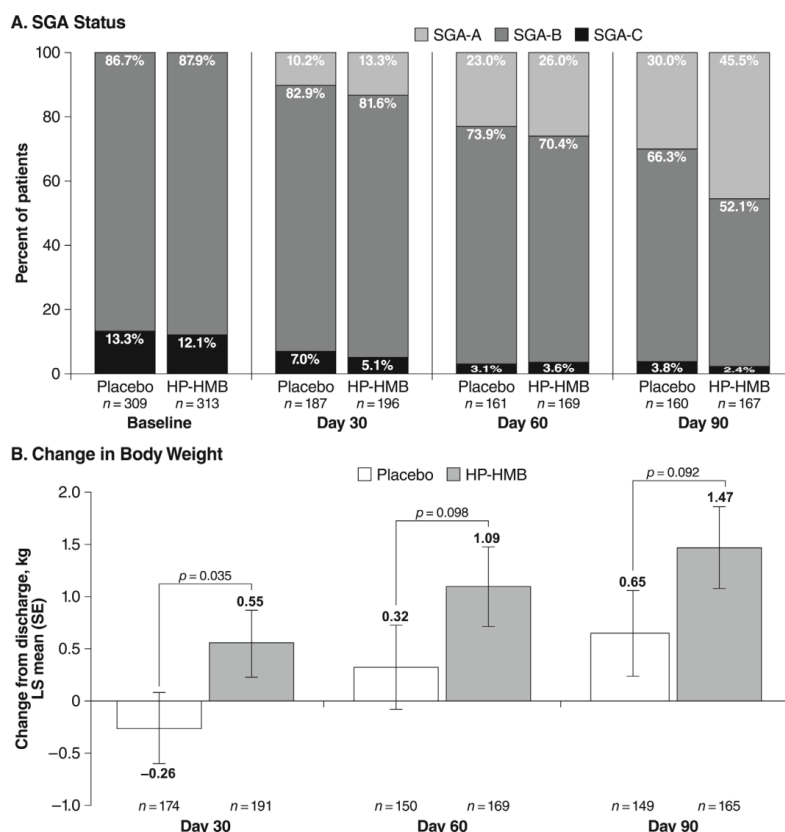 A. SGA Status
SGA-A SGA-B SGA-C
Percent of patients
100
80
60
40
20
0
86.7% 87.9% 10.2% 13.3% 23.0% 26.0% 30.0% 45.5%
82.9% 81.6% 73.9% 70.4% 66.3% 52.1%
13.3% 12.1% 7.0% 5.1% 3.1% 3.6% 3.8% 2.4%
Placebo HP-HMB Placebo HP-HMB Placebo HP-HMB Placebo HP-HMB
n=309 n=313 n=187 n=196 n=161 n=169 n=160 n=167
Baseline Day 30 Day 60 Day 90
B. Change in Body Weight
Placebo HP-HMB
Change from discharge, kg
LS mean (SE)
2.0
1.5
1.0
0.5
0
−0.5
−1.0
p=0.035 p=0.098 p=0.092
−0.26 0.55 0.32 1.09 0.65 1.47
n=174 n=191 n=150 n=169 n=149 n=165
Day 30 Day 60 Day 90